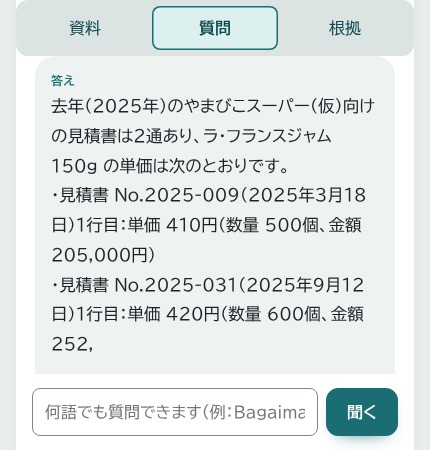 資料
質問
根拠
答え
去年(2025年)のやまびこスーパー(仮)向け
の見積書は2通あり、ラ・フランスジャム
150g の単価は次のとおりです。
・見積書 No.2025-009(2025年3月18
日)1行目:単価 410円(数量 500個、金額
205,000円)
・見積書 No.2025-031(2025年9月12
日)1行目:単価 420円(数量 600個、金額
252,
何語でも質問できます(例:Bagaima
聞く